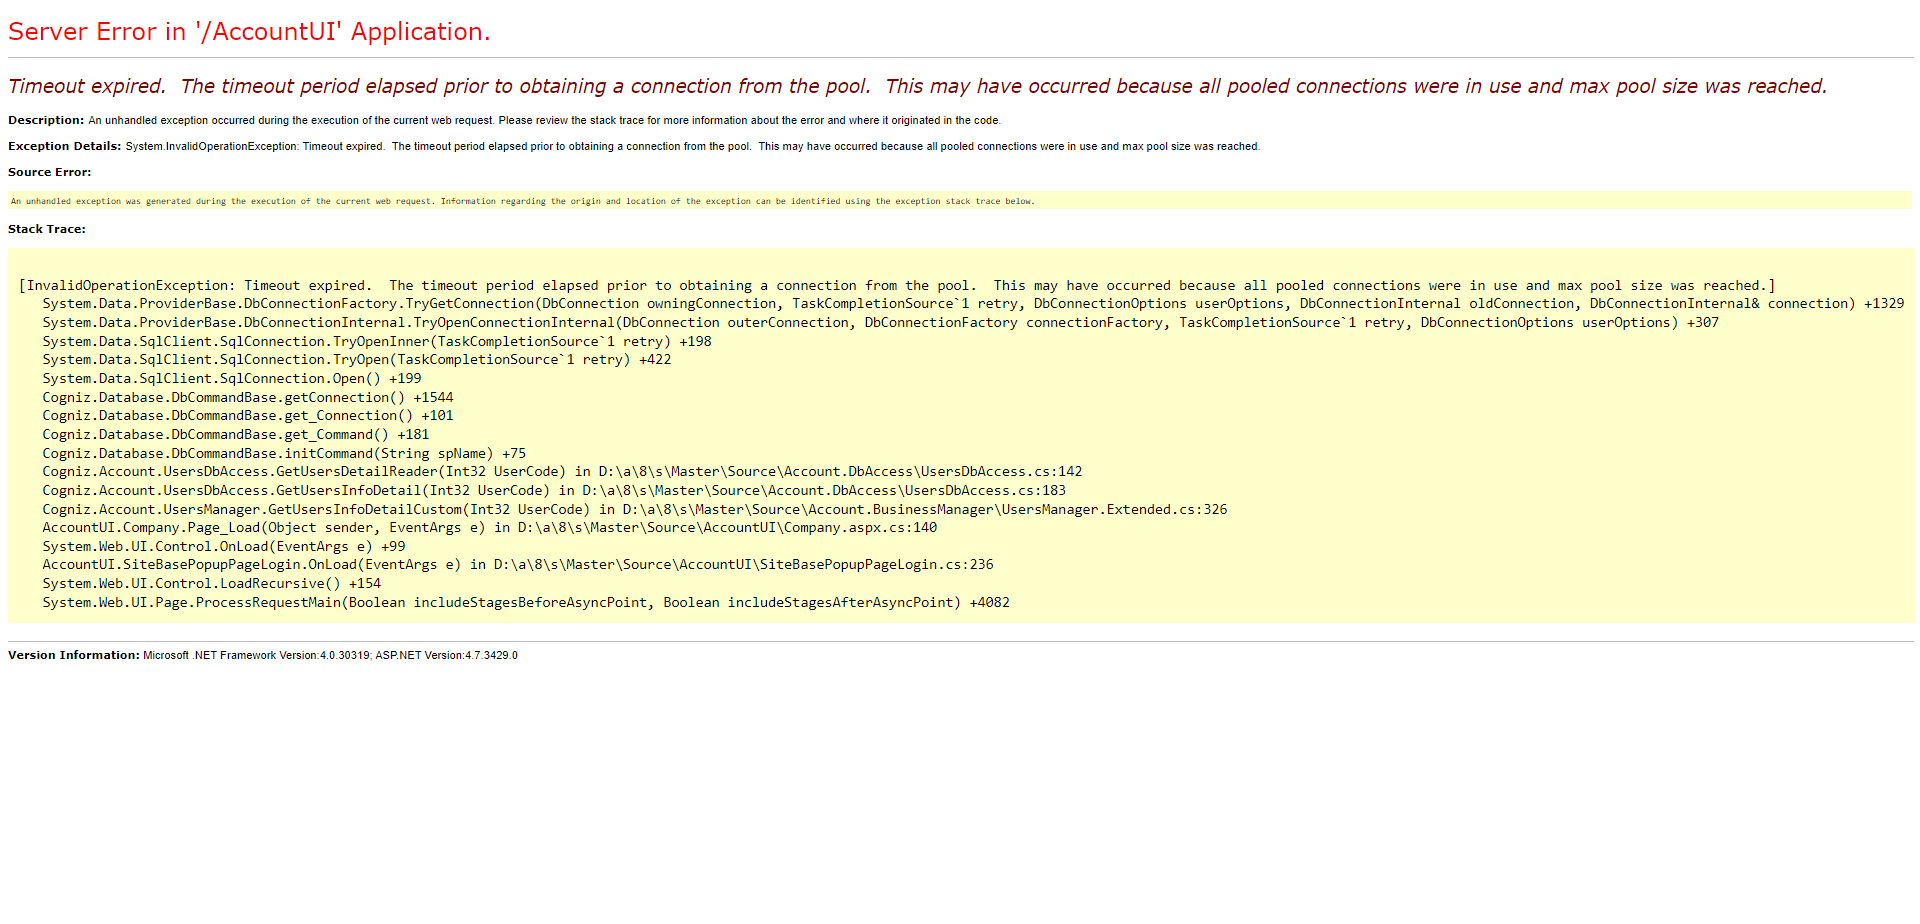 Server Error in '/AccountUI' Application.
Timeout expired.  The timeout period elapsed prior to obtaining a connection from the pool.  This may have occurred because all pooled connections were in use and max pool size was reached.
Description: An unhandled exception occurred during the execution of the current web request. Please review the stack trace for more information about the error and where it originated in the code.
Exception Details: System.InvalidOperationException: Timeout expired.  The timeout period elapsed prior to obtaining a connection from the pool.  This may have occurred because all pooled connections were in use and max pool size was reached.
Source Error:
An unhandled exception was generated during the execution of the current web request. Information regarding the origin and location of the exception can be identified using the exception stack trace below.
Stack Trace:
[InvalidOperationException: Timeout expired.  The timeout period elapsed prior to obtaining a connection from the pool.  This may have occurred because all pooled connections were in use and max pool size was reached.]
System.Data.ProviderBase.DbConnectionFactory.TryGetConnection(DbConnection owningConnection, TaskCompletionSource`1 retry, DbConnectionOptions userOptions, DbConnectionInternal oldConnection, DbConnectionInternal& connection) +1329
System.Data.ProviderBase.DbConnectionInternal.TryOpenConnectionInternal(DbConnection outerConnection, DbConnectionFactory connectionFactory, TaskCompletionSource`1 retry, DbConnectionOptions userOptions) +307
System.Data.SqlClient.SqlConnection.TryOpenInner(TaskCompletionSource`1 retry) +198
System.Data.SqlClient.SqlConnection.TryOpen(TaskCompletionSource`1 retry) +422
System.Data.SqlClient.SqlConnection.Open() +199
Cogniz.Database.DbCommandBase.getConnection() +1544
Cogniz.Database.DbCommandBase.get_Connection() +101
Cogniz.Database.DbCommandBase.get_Command() +181
Cogniz.Database.DbCommandBase.initCommand(String spName) +75
Cogniz.Account.UsersDbAccess.GetUsersDetailReader(Int32 UserCode) in D:\a\8\s\Master\Source\Account.DbAccess\UsersDbAccess.cs:142
Cogniz.Account.UsersDbAccess.GetUsersInfoDetail(Int32 UserCode) in D:\a\8\s\Master\Source\Account.DbAccess\UsersDbAccess.cs:183
Cogniz.Account.UsersManager.GetUsersInfoDetailCustom(Int32 UserCode) in D:\a\8\s\Master\Source\Account.BusinessManager\UsersManager.Extended.cs:326
AccountUI.Company.Page_Load(Object sender, EventArgs e) in D:\a\8\s\Master\Source\AccountUI\Company.aspx.cs:140
System.Web.UI.Control.OnLoad(EventArgs e) +99
AccountUI.SiteBasePopupPageLogin.OnLoad(EventArgs e) in D:\a\8\s\Master\Source\AccountUI\SiteBasePopupPageLogin.cs:236
System.Web.UI.Control.LoadRecursive() +154
System.Web.UI.Page.ProcessRequestMain(Boolean includeStagesBeforeAsyncPoint, Boolean includeStagesAfterAsyncPoint) +4082
Version Information: Microsoft .NET Framework Version:4.0.30319; ASP.NET Version:4.7.3429.0